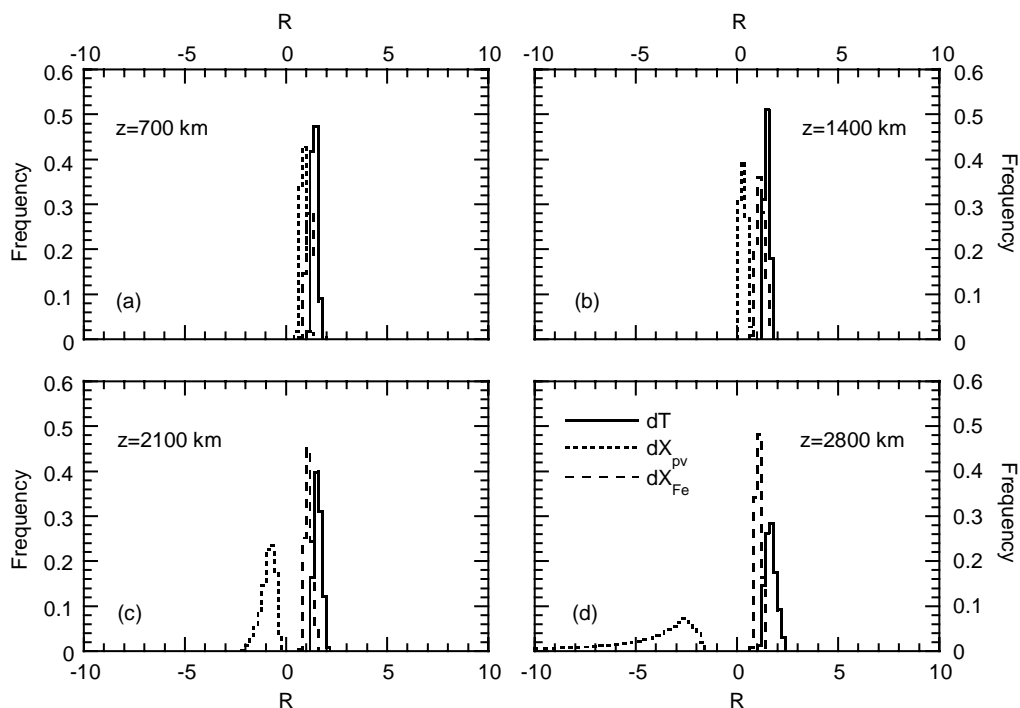 R
R
-10 -5 0 5 10
-10 -5 0 5 10
0.6 0.6
0.5 0.5
0.4 0.4
0.3 0.3
0.2 0.2
0.1 0.1
0 0
Frequency
Frequency
z=700 km
z=1400 km
(a)
(b)
0.6 0.6
0.5 0.5
0.4 0.4
0.3 0.3
0.2 0.2
0.1 0.1
0 0
Frequency
Frequency
z=2100 km
dT
dXpv
dXFe
z=2800 km
(c)
(d)
-10 -5 0 5 10
-10 -5 0 5 10
R
R